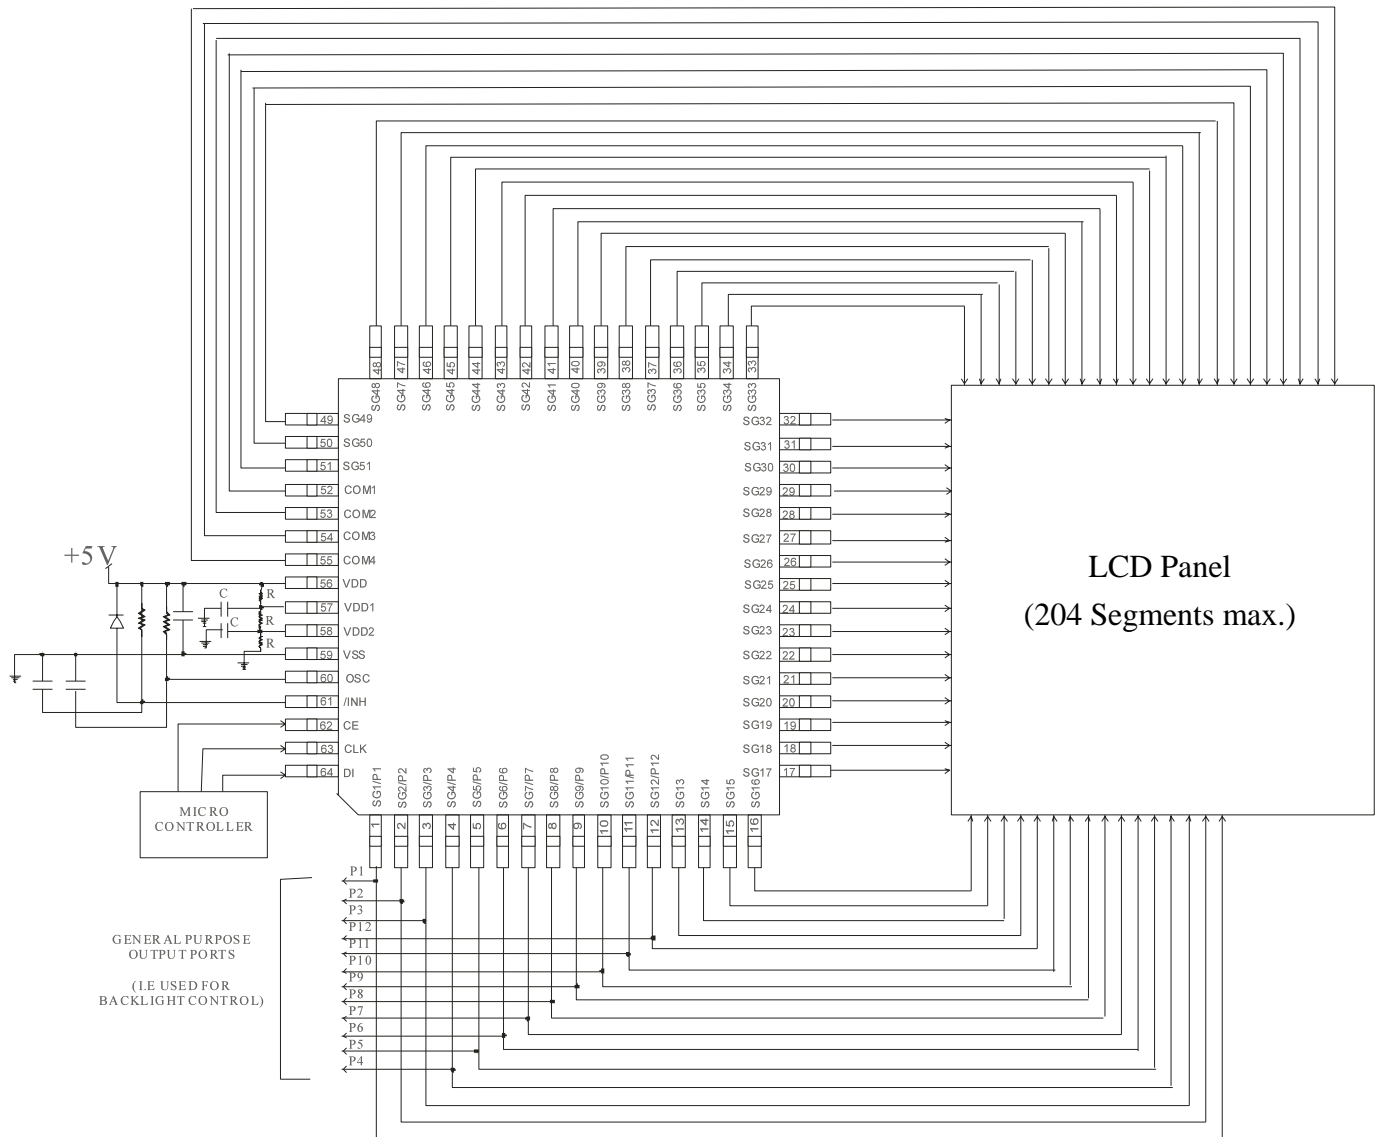 48
47
46
45
44
43
42
41
40
39
38
37
36
35
34
33
SG48
SG47
SG46
SG45
SG44
SG43
SG42
SG41
SG40
SG39
SG38
SG37
SG36
SG35
SG34
SG33
49 SG49
50 SG50
51 SG51
52 COM1
53 COM2
54 COM3
55 COM4
56 VDD
57 VDD1
58 VDD2
59 VSS
60 OSC
61 /INH
62 CE
63 CLK
64 DI
SG32 32
SG31 31
SG30 30
SG29 29
SG28 28
SG27 27
SG26 26
SG25 25
SG24 24
SG23 23
SG22 22
SG21 21
SG20 20
SG19 19
SG18 18
SG17 17
+5V
C
R
C
R
R
LCD Panel
(204 Segments max.)
MICRO
CONTROLLER
SG1/P1
SG2/P2
SG3/P3
SG4/P4
SG5/P5
SG6/P6
SG7/P7
SG8/P8
SG9/P9
SG10/P10
SG11/P11
SG12/P12
SG13
SG14
SG15
SG16
1
2
3
4
5
6
7
8
9
10
11
12
13
14
15
16
P1
P2
P3
P12
P11
P10
P9
P8
P7
P6
P5
P4
GENERAL PURPOSE
OUTPUT PORTS
(I.E USED FOR
BACKLIGHT CONTROL)